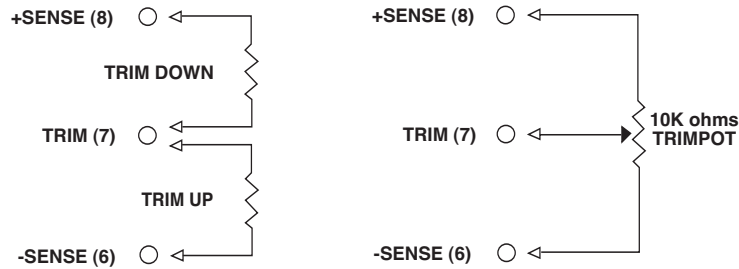 +SENSE (8)
TRIM DOWN
TRIM (7)
TRIM UP
-SENSE (6)
+SENSE (8)
TRIM (7)
10K ohms
TRIMPOT
-SENSE (6)